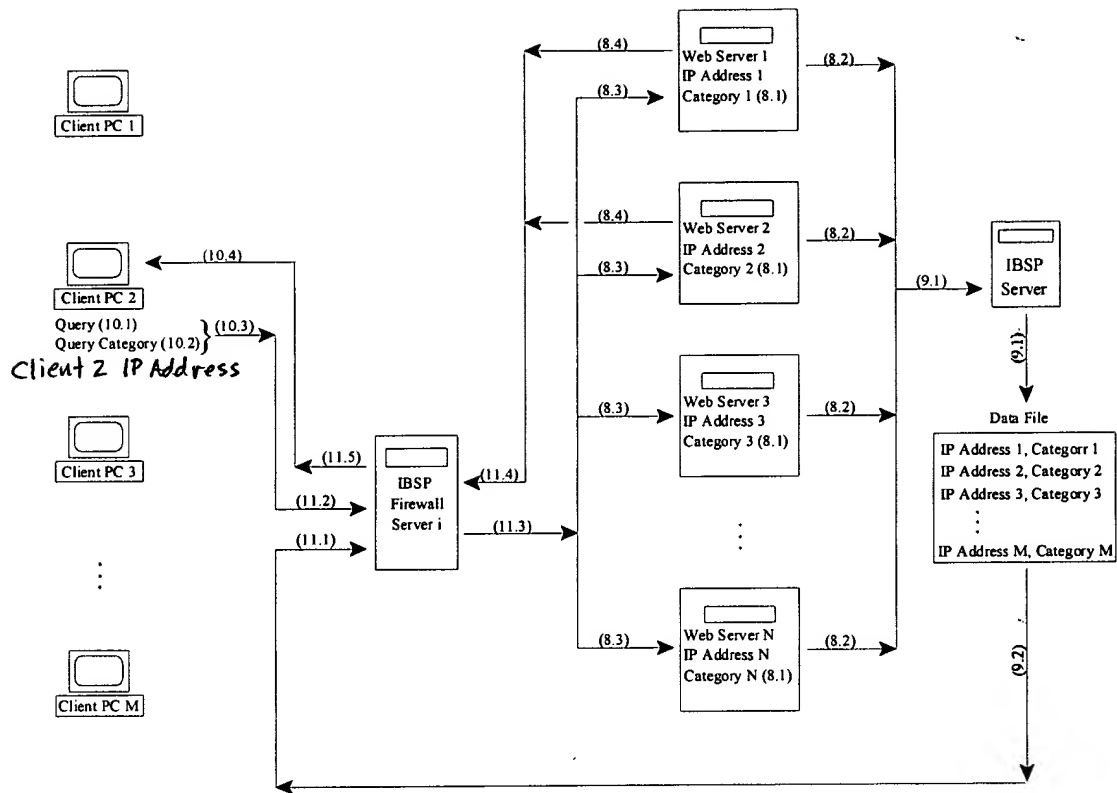 Client PC 1
Client PC 2
Query (10.1)
Query Category (10.2)
} (10.3)
Client 2 IP Address
(10.4)
Client PC 3
Client PC M
(11.5)
(11.2)
(11.1)
IBSP
Firewall
Server i
(11.4)
(11.3)
(8.4)
(8.3)
Web Server 1
IP Address 1
Category 1 (8.1)
(8.2)
(8.4)
(8.3)
Web Server 2
IP Address 2
Category 2 (8.1)
(8.2)
(8.3)
Web Server 3
IP Address 3
Category 3 (8.1)
(8.2)
(8.3)
Web Server N
IP Address N
Category N (8.1)
(8.2)
(9.1)
IBSP
Server
(9.1)
Data File
IP Address 1, Categorr 1
IP Address 2, Category 2
IP Address 3, Category 3
IP Address M, Category M
(9.2)